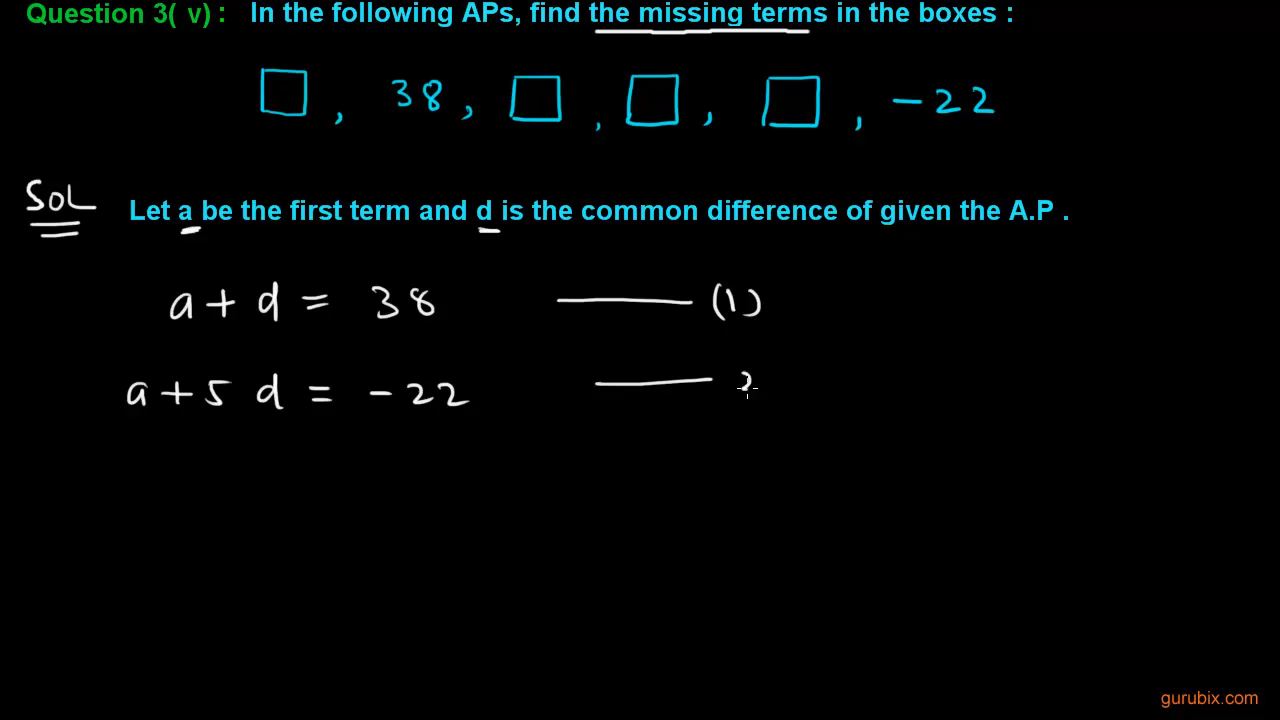 Question 3( v) : In the following APs, find the missing terms in the boxes :
□ , 38 , □ , □ , □ , -22
SOL Let a be the first term and d is the common difference of given the A.P .
a + d = 38 ——— (1)
a + 5 d = -22 ———
gurubix.com